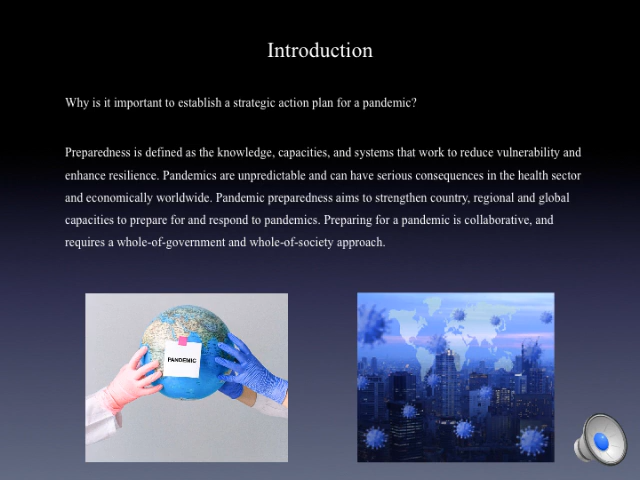 Introduction
Why is it important to establish a strategic action plan for a pandemic?
Preparedness is defined as the knowledge, capacities, and systems that work to reduce vulnerability and
enhance resilience. Pandemics are unpredictable and can have serious consequences in the health sector
and economically worldwide. Pandemic preparedness aims to strengthen country, regional and global
capacities to prepare for and respond to pandemics. Preparing for a pandemic is collaborative, and
requires a whole-of-government and whole-of-society approach.
PANDEMIC